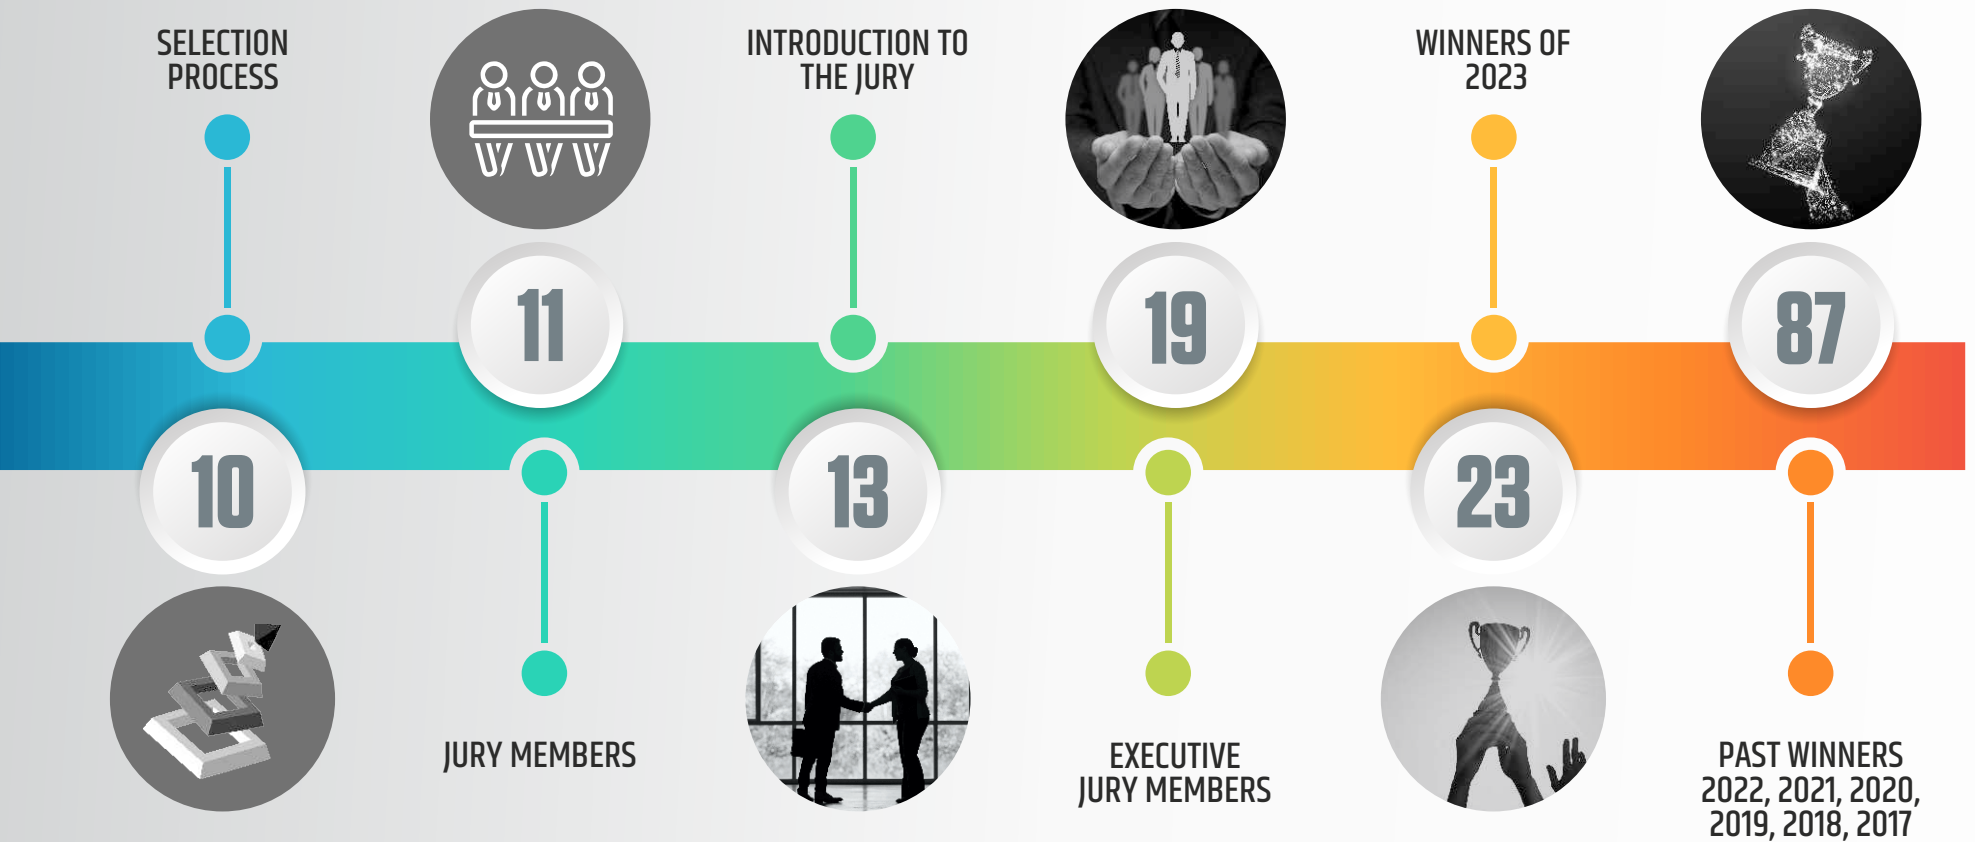 SELECTION
PROCESS
10
11
JURY MEMBERS
INTRODUCTION TO
THE JURY
13
19
EXECUTIVE
JURY MEMBERS
WINNERS OF
2023
23
87
PAST WINNERS
2022, 2021, 2020,
2019, 2018, 2017